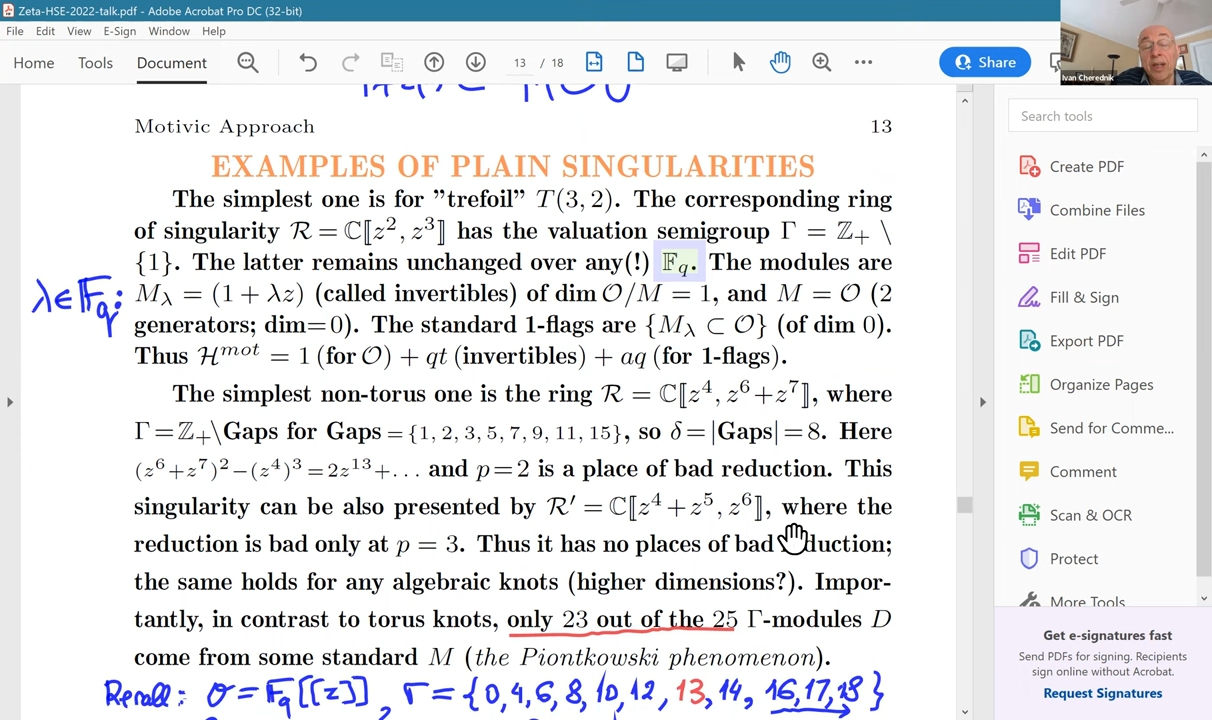 Zeta-HSE-2022-talk.pdf - Adobe Acrobat Pro DC (32-bit)
File Edit View E-Sign Window Help
Home Tools Document 13 / 18 Share
Ivan Cherednik
Search tools
Motivic Approach 13
EXAMPLES OF PLAIN SINGULARITIES
The simplest one is for ”trefoil” T(3, 2). The corresponding ring
of singularity R = ℂ[[z², z³]] has the valuation semigroup Γ = ℤ₊ \
{1}. The latter remains unchanged over any(!) 𝔽q. The modules are
λ∈𝔽q:
Mλ = (1 + λz) (called invertibles) of dim O/M = 1, and M = O (2
generators; dim=0). The standard 1-flags are {Mλ ⊂ O} (of dim 0).
Thus ℋᵐᵒᵗ = 1 (for O) + qt (invertibles) + aq (for 1-flags).
The simplest non-torus one is the ring R = ℂ[[z⁴, z⁶+z⁷]], where
Γ=ℤ₊\Gaps for Gaps={1, 2, 3, 5, 7, 9, 11, 15}, so δ=|Gaps|=8. Here
(z⁶+z⁷)²−(z⁴)³=2z¹³+... and p=2 is a place of bad reduction. This
singularity can be also presented by R′ = ℂ[[z⁴+z⁵, z⁶]], where the
reduction is bad only at p = 3. Thus it has no places of bad duction;
the same holds for any algebraic knots (higher dimensions?). Impor-
tantly, in contrast to torus knots, only 23 out of the 25 Γ-modules D
come from some standard M (the Piontkowski phenomenon).
Recall: O=𝔽q[[z]], Γ={0,4,6,8,10,12,13,14,16,17,18}
Create PDF
Combine Files
Edit PDF
Fill & Sign
Export PDF
Organize Pages
Send for Comme...
Comment
Scan & OCR
Protect
More Tools
Get e-signatures fast
Send PDFs for signing. Recipients
sign online without Acrobat.
Request Signatures